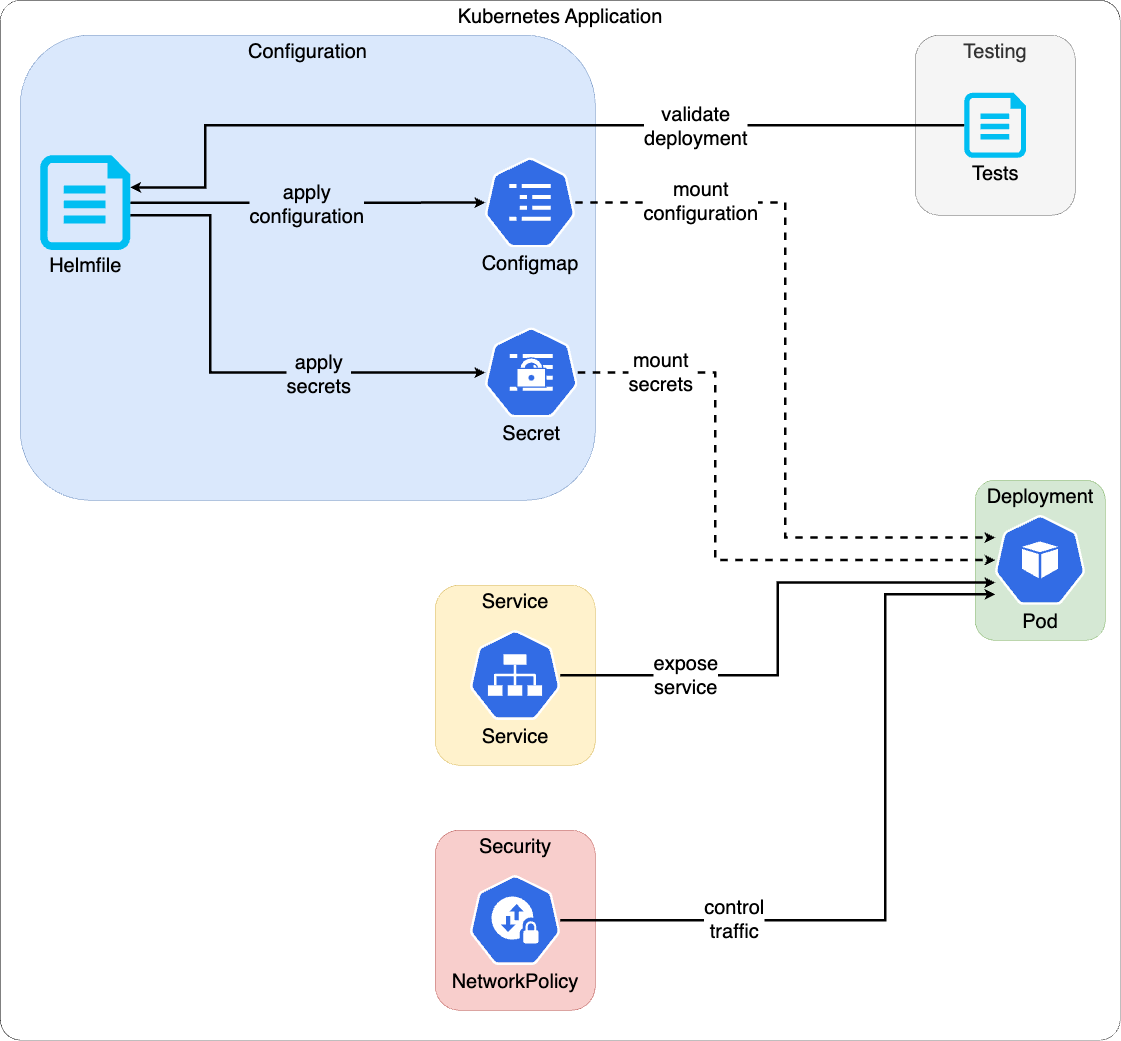 Kubernetes Application
Configuration
Testing
validate
deployment
Tests
apply
configuration
mount
configuration
Helmfile
Configmap
apply
secrets
mount
secrets
Secret
Deployment
Pod
Service
expose
service
Service
Security
control
traffic
NetworkPolicy